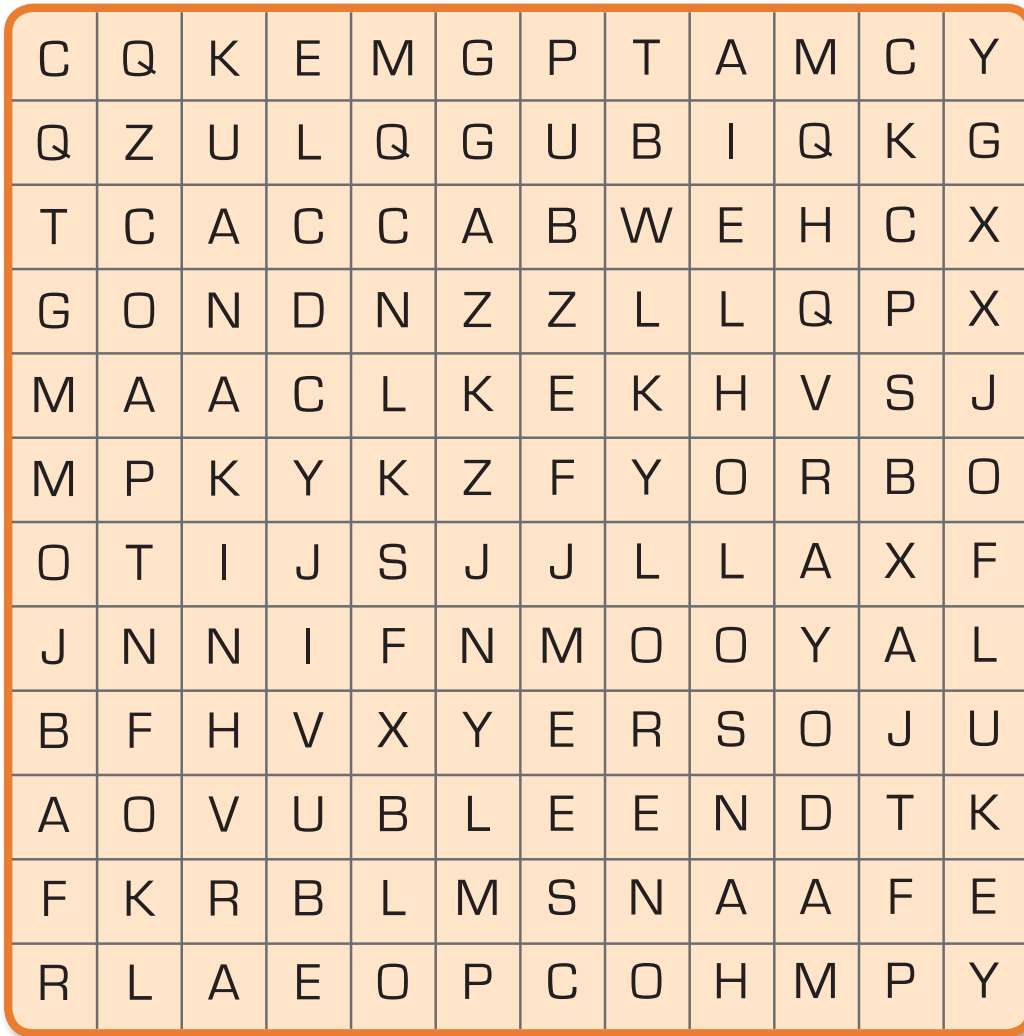 C Q K E M G P T A M C Y
Q Z U L Q G U B I Q K G
T C A C C A B W E H C X
G O N D N Z Z L L Q P X
M A A C L K E K H V S J
M P K Y K Z F Y O R B O
O T I J S J J L L A X F
J N N I F N M O O Y A L
B F H V X Y E R S O J U
A O V U B L E E N D T K
F K R B L M S N A A F E
R L A E O P C O H M P Y